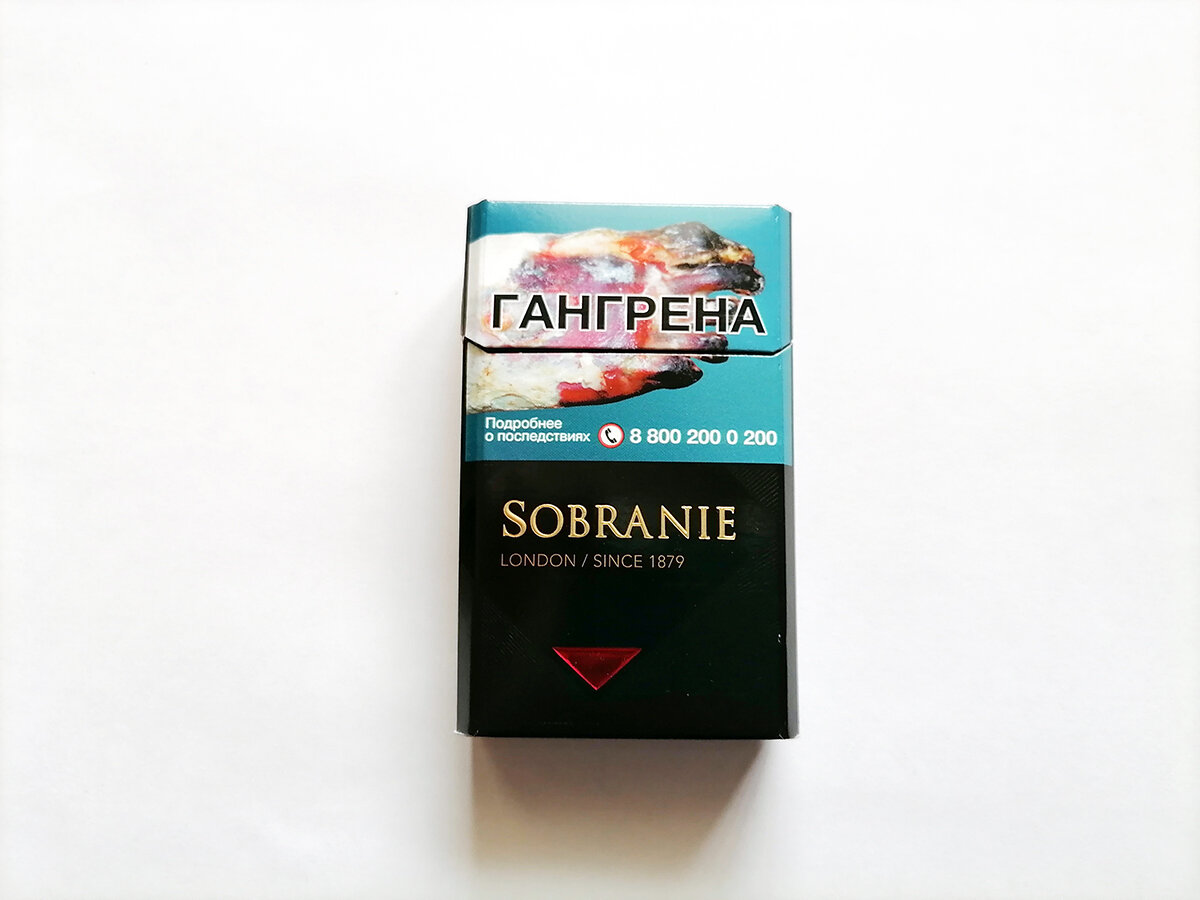 ГАНГРЕНА
Подробнее
о последствиях 8 800 200 0 200
SOBRANIE
LONDON / SINCE 1879